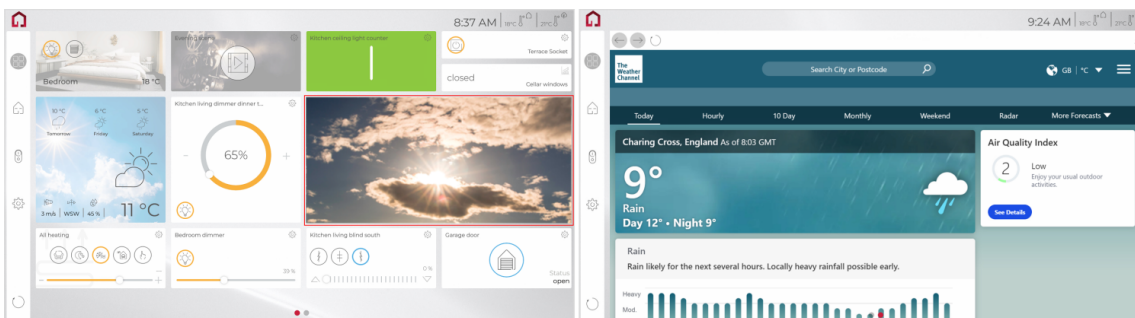 8:37 AM
21°C
Bedroom
18 °C
Kitchen ceiling light counter
Terrace Socket
closed
Cellar windows
10 °C
6 °C
5 °C
Tomorrow
Friday
Saturday
3 m/s
WSW
45 %
11 °C
Kitchen living dimmer dinner t...
-
65%
+
All heating
-
+
Bedroom dimmer
39 %
Kitchen living blind south
0 %
Garage door
Status
open
9:24 AM
21°C
The
Weather
Channel
Search City or Postcode
GB | °C
Today
Hourly
10 Day
Monthly
Weekend
Radar
More Forecasts
Charing Cross, England As of 8:03 GMT
9°
Rain
Day 12° • Night 9°
Air Quality Index
2
Low
Enjoy your usual outdoor
activities.
See Details
Rain
Rain likely for the next several hours. Locally heavy rainfall possible early.
Heavy
Mod.